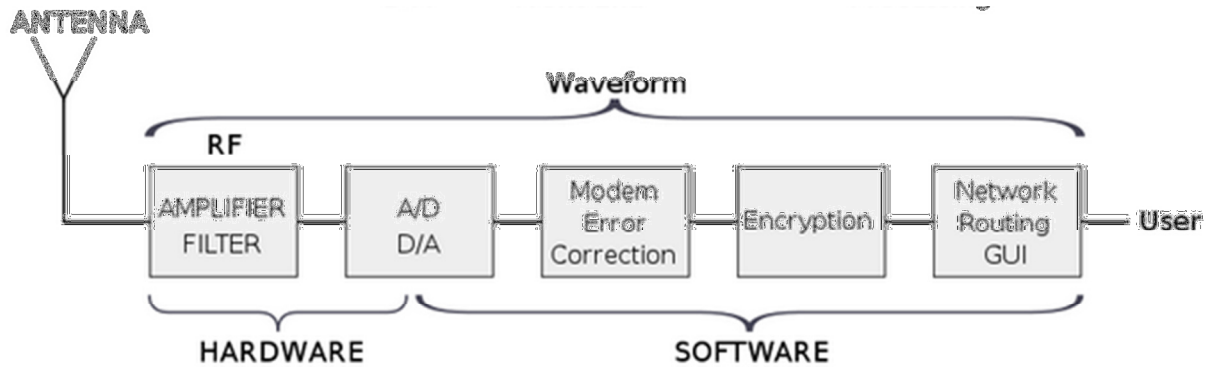 ANTENNA
Waveform
RF
AMPLIFIER
FILTER
A/D
D/A
Modem
Error
Correction
Encryption
Network
Routing
GUI
User
HARDWARE
SOFTWARE